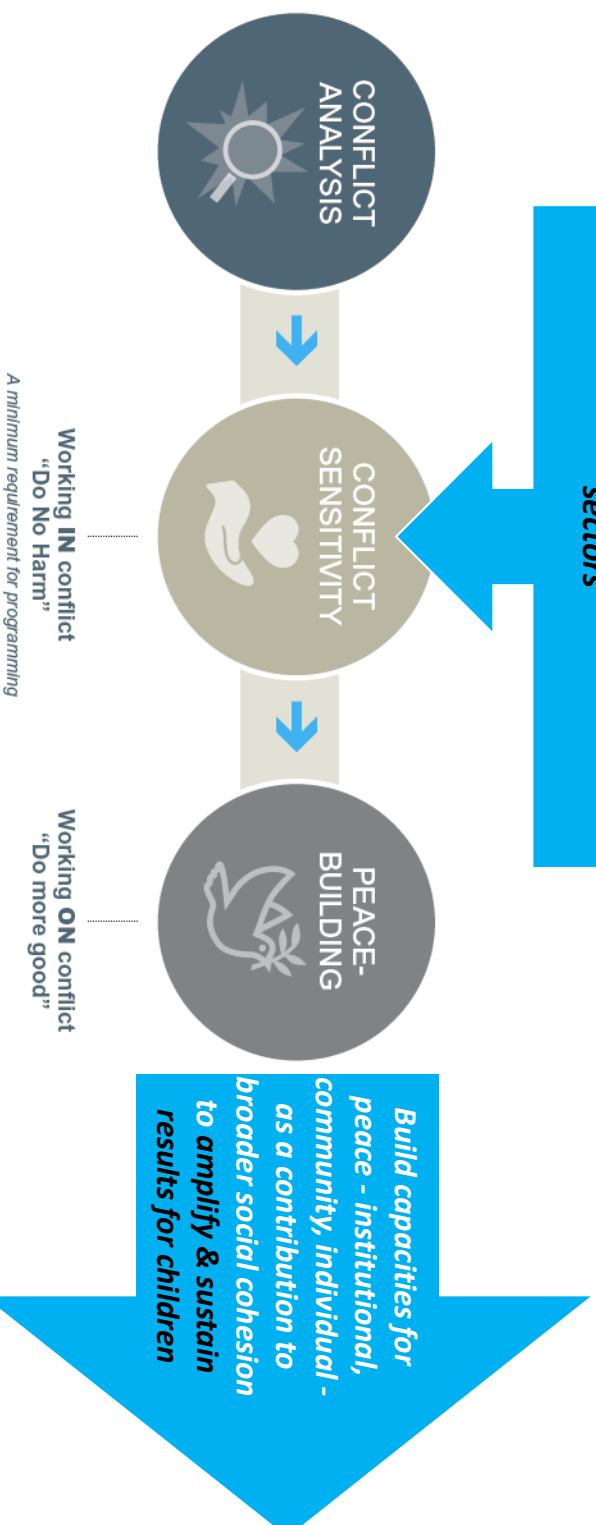 sectors
CONFLICT
ANALYSIS
CONFLICT
SENSITIVITY
PEACE-
BUILDING
Working IN conflict
“Do No Harm”
A minimum requirement for programming
Working ON conflict
“Do more good”
Build capacities for
peace - institutional,
community, individual -
as a contribution to
broader social cohesion
to amplify & sustain
results for children